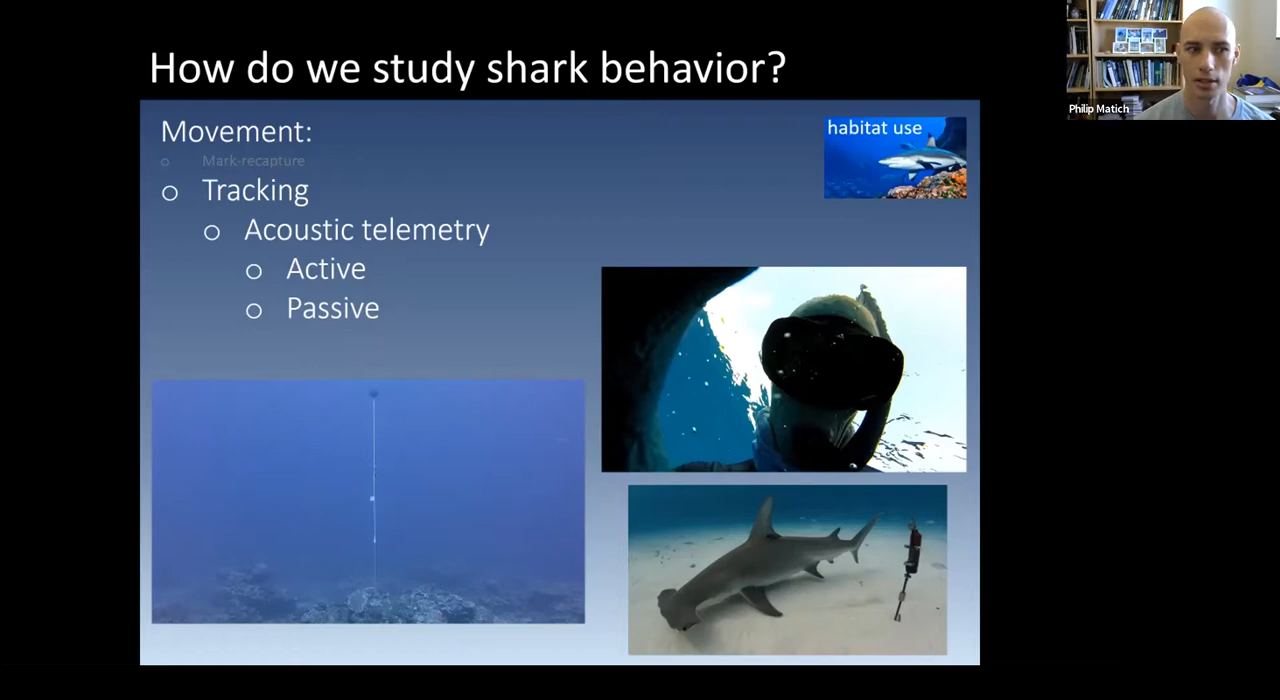 How do we study shark behavior?
Movement:
Mark-recapture
Tracking
Acoustic telemetry
Active
Passive
habitat use
Philip Matich